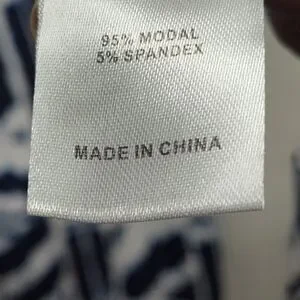 95% MODAL
5% SPANDEX
MADE IN CHINA